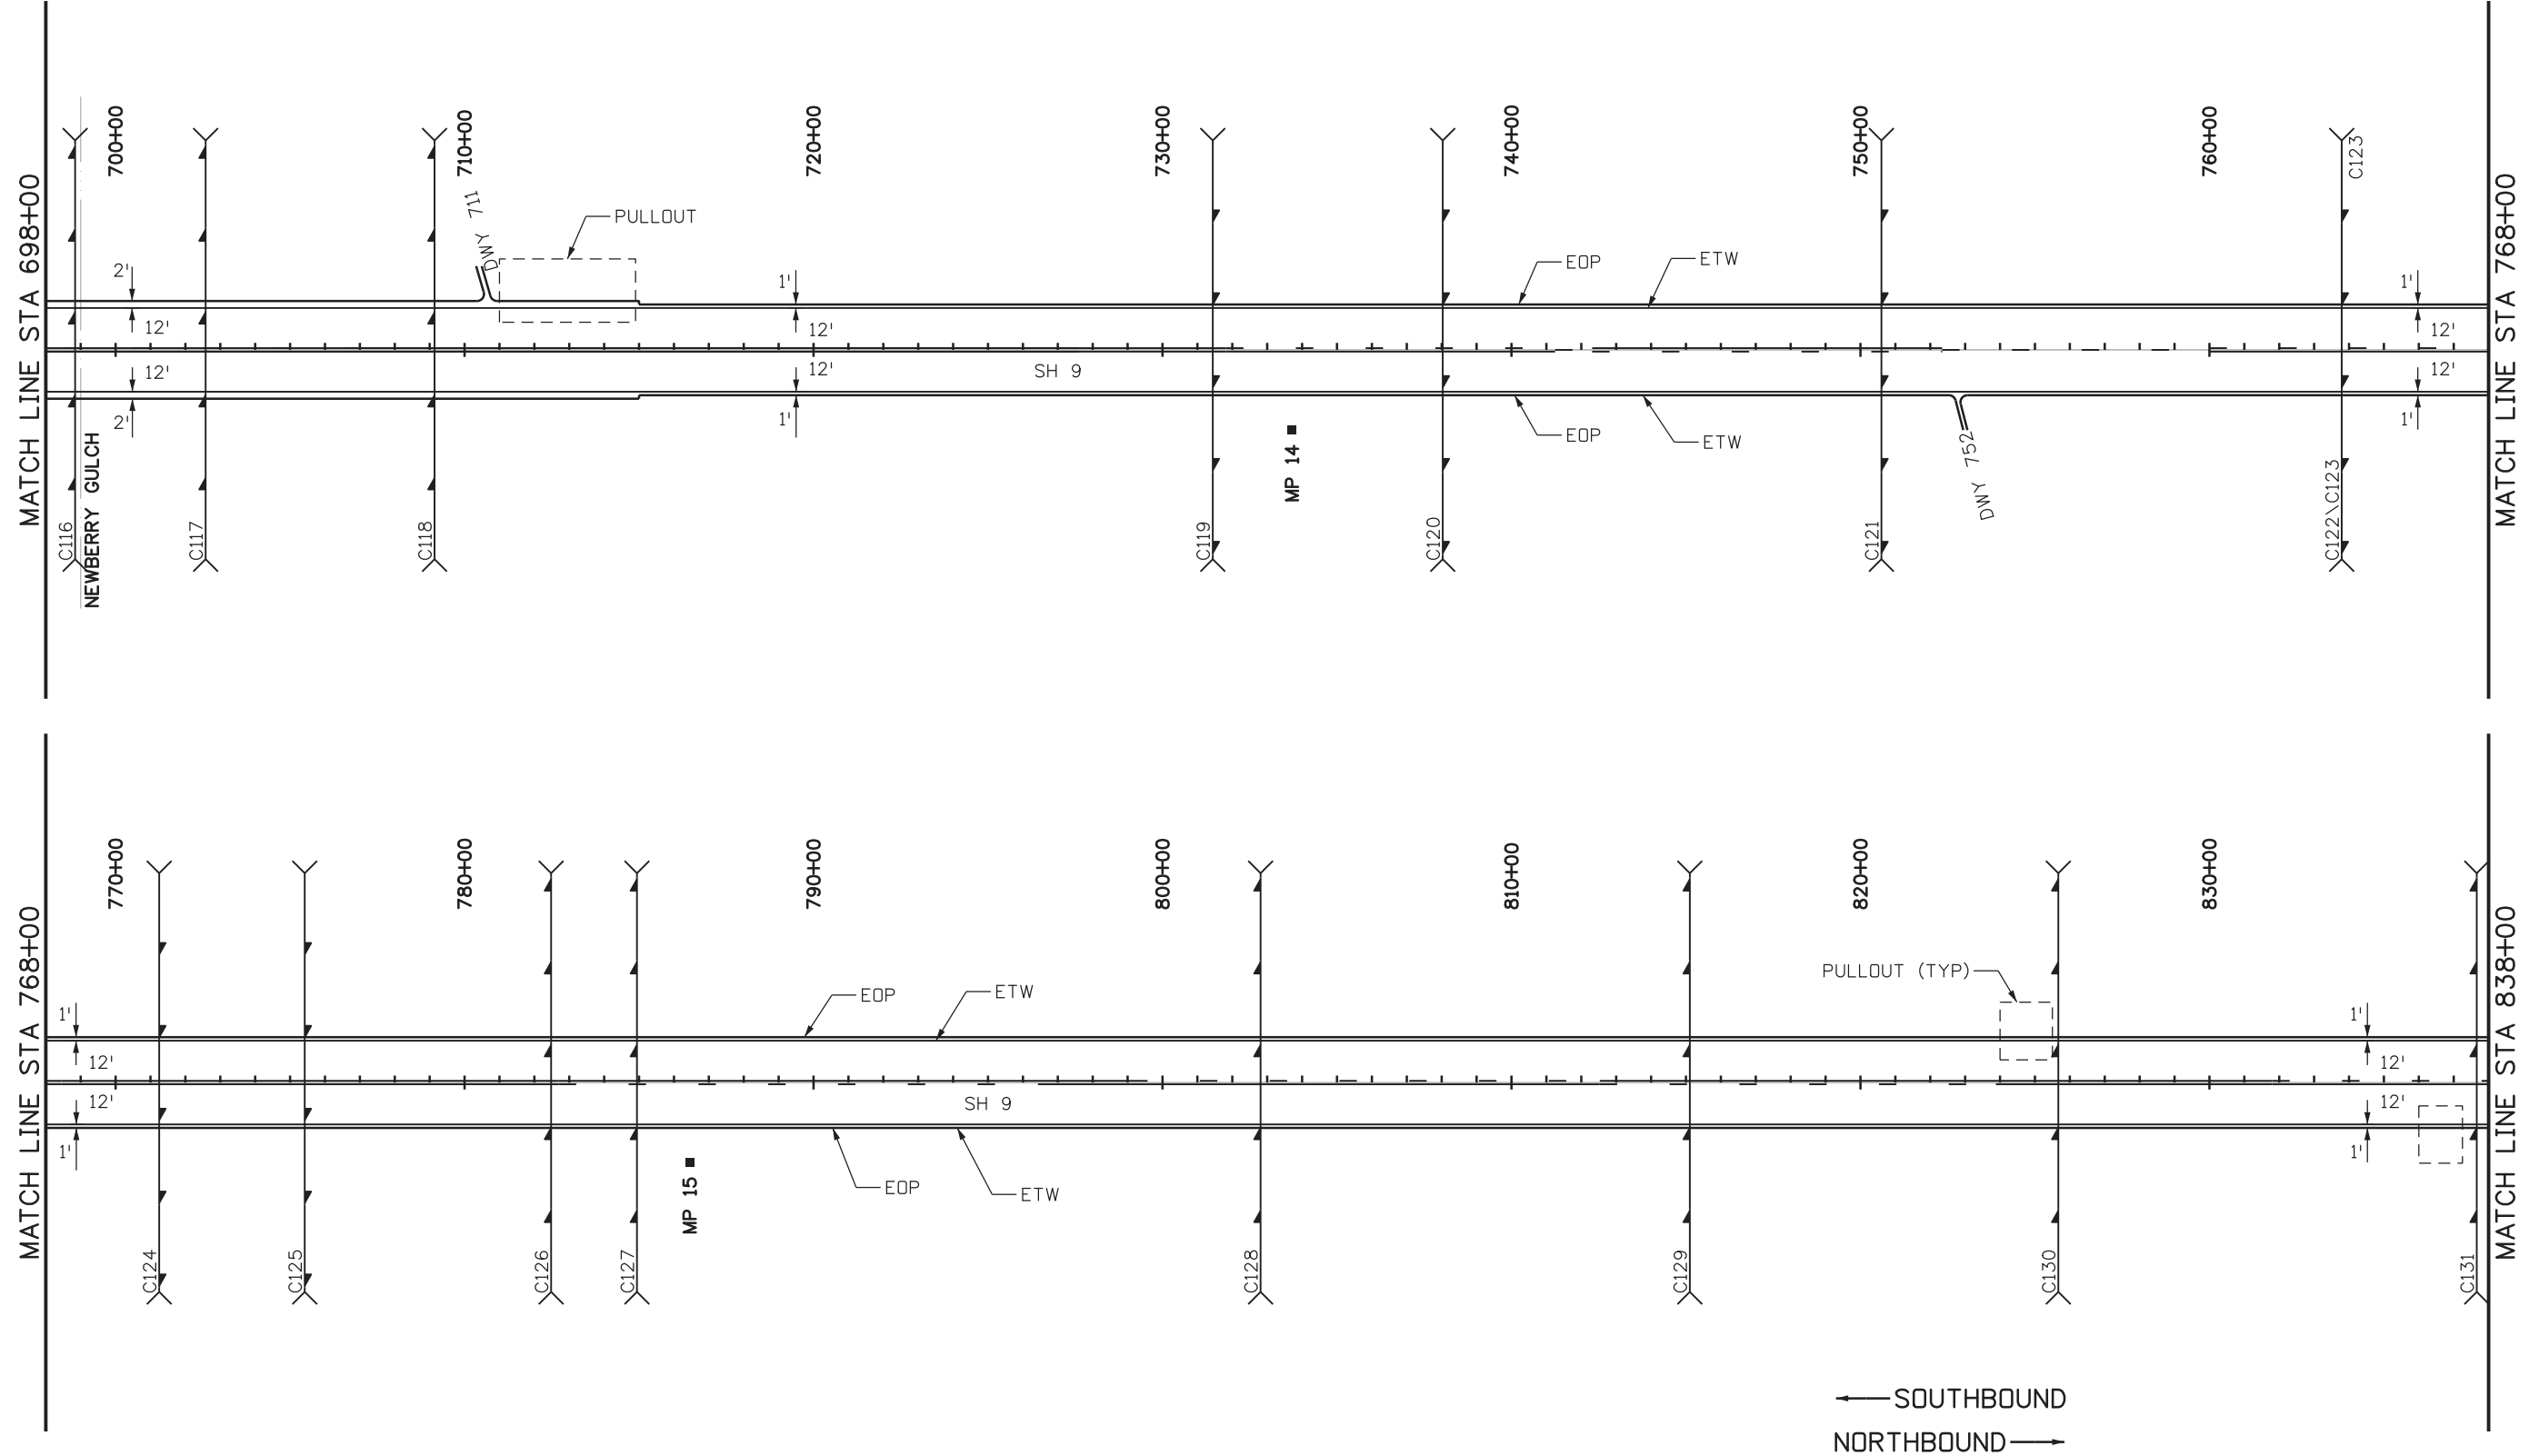 MATCH LINE STA 698+00
700+00
710+00
720+00
730+00
740+00
750+00
760+00
C123
MATCH LINE STA 768+00
DWY 711
PULLOUT
EOP
ETW
2'
12'
12'
2'
1'
12'
12'
1'
SH 9
1'
12'
12'
1'
EOP
ETW
MP 14
DWY 752
C116
NEWBERRY GULCH
C117
C118
C119
C120
C121
C122\C123
MATCH LINE STA 768+00
770+00
780+00
790+00
800+00
810+00
820+00
830+00
MATCH LINE STA 838+00
PULLOUT (TYP)
EOP
ETW
1'
12'
12'
1'
SH 9
1'
12'
12'
1'
EOP
ETW
MP 15
C124
C125
C126
C127
C128
C129
C130
C131
SOUTHBOUND
NORTHBOUND